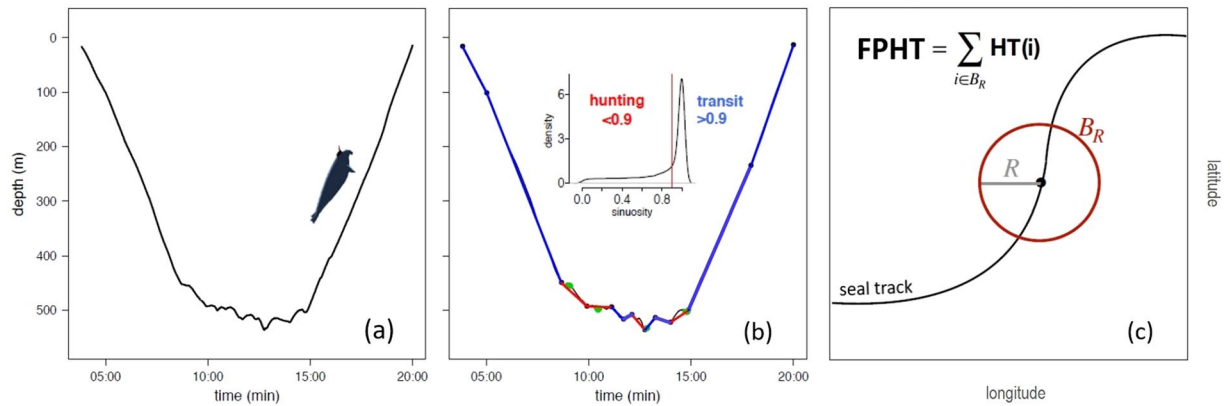 depth (m)
0
100
200
300
400
500
(a)
05:00 10:00 15:00 20:00
time (min)
hunting
<0.9
transit
>0.9
density
6
3
0
0.0 0.4 0.8
sinuosity
(b)
05:00 10:00 15:00 20:00
time (min)
FPHT = ∑ HT(i)
i∈B_R
B_R
R
seal track
(c)
longitude
latitude